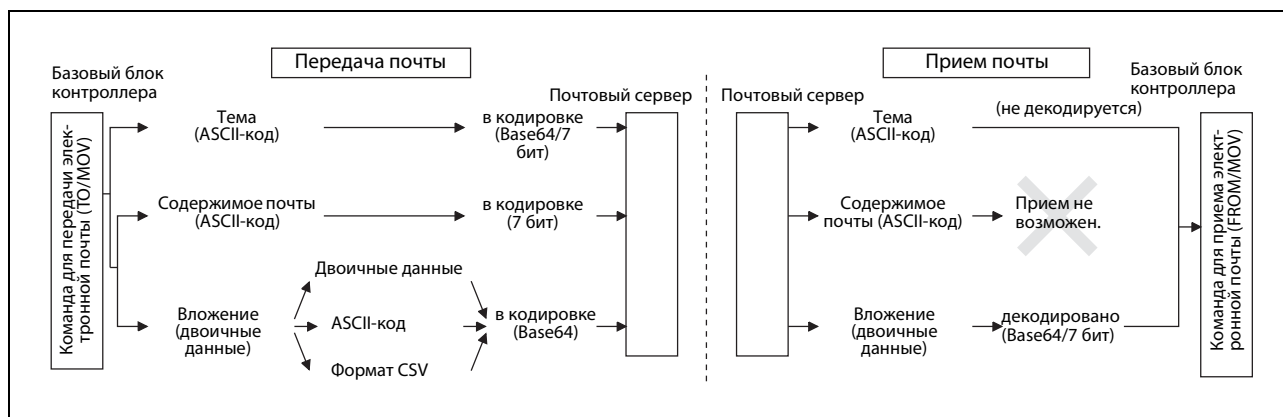 Передача почты
Базовый блок
контроллера
Команда для передачи элек-
тронной почты (TO/MOV)
Тема
(ASCII-код)
в кодировке
(Base64/7
бит)
Почтовый сервер
Содержимое почты
(ASCII-код)
в кодировке
(7 бит)
Вложение
(двоичные
данные)
Двоичные данные
ASCII-код
Формат CSV
в кодировке
(Base64)
Прием почты
Почтовый сервер
Базовый блок
контроллера
Тема
(ASCII-код)
(не декодируется)
Содержимое
почты (ASCII-код)
Прием не
возможен.
Вложение
(двоичные
данные)
декодировано
(Base64/7 бит)
Команда для приема элект-
ронной почты (FROM/MOV)